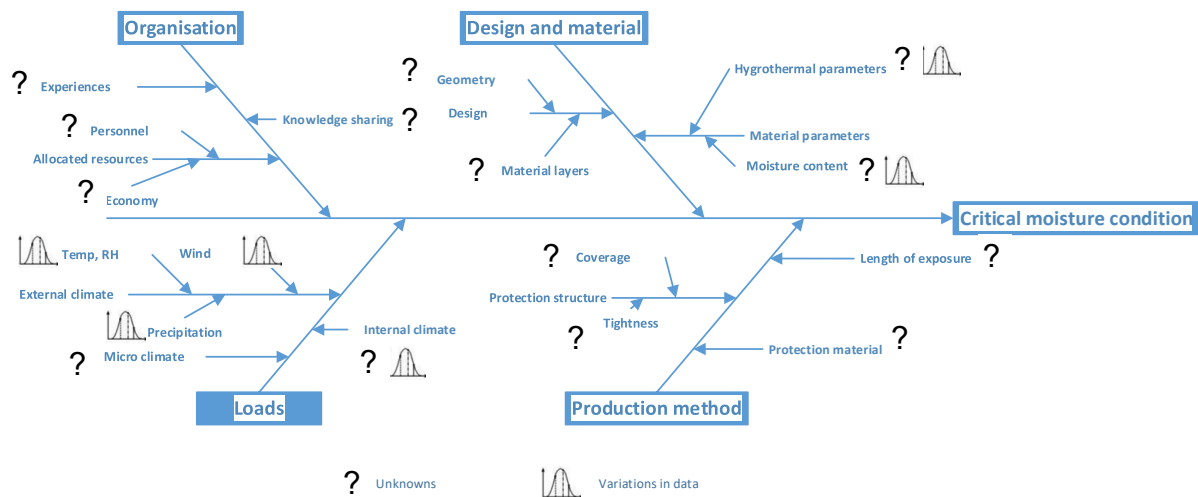 Organisation
Design and material
? Experiences
Knowledge sharing
? Personnel
Allocated resources
? Economy
? Geometry
? Design
? Material layers
Hygrothermal parameters ?
Material parameters
Moisture content ?
Critical moisture condition
Temp, RH
Wind
External climate
Precipitation
Internal climate
?
? Micro climate
Loads
? Coverage
Length of exposure ?
Protection structure
Tightness
?
Protection material ?
Production method
? Unknowns
Variations in data